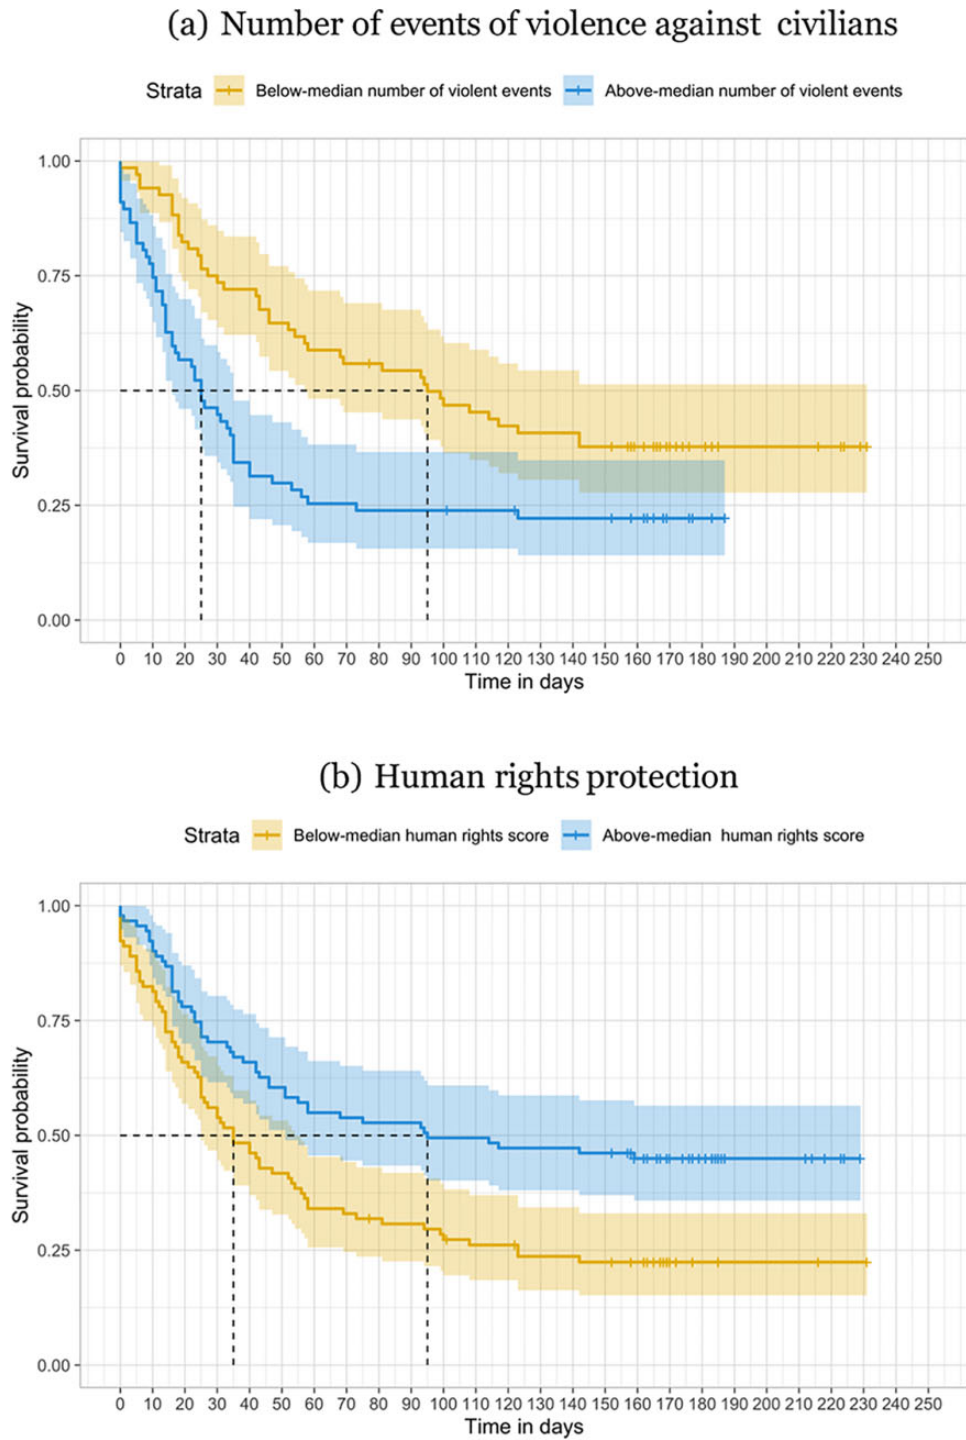 (a) Number of events of violence against civilians
Strata Below-median number of violent events Above-median number of violent events
1.00
0.75
0.50
0.25
0.00
Survival probability
0 10 20 30 40 50 60 70 80 90 100 110 120 130 140 150 160 170 180 190 200 210 220 230 240 250
Time in days
(b) Human rights protection
Strata Below-median human rights score Above-median human rights score
1.00
0.75
0.50
0.25
0.00
Survival probability
0 10 20 30 40 50 60 70 80 90 100 110 120 130 140 150 160 170 180 190 200 210 220 230 240 250
Time in days